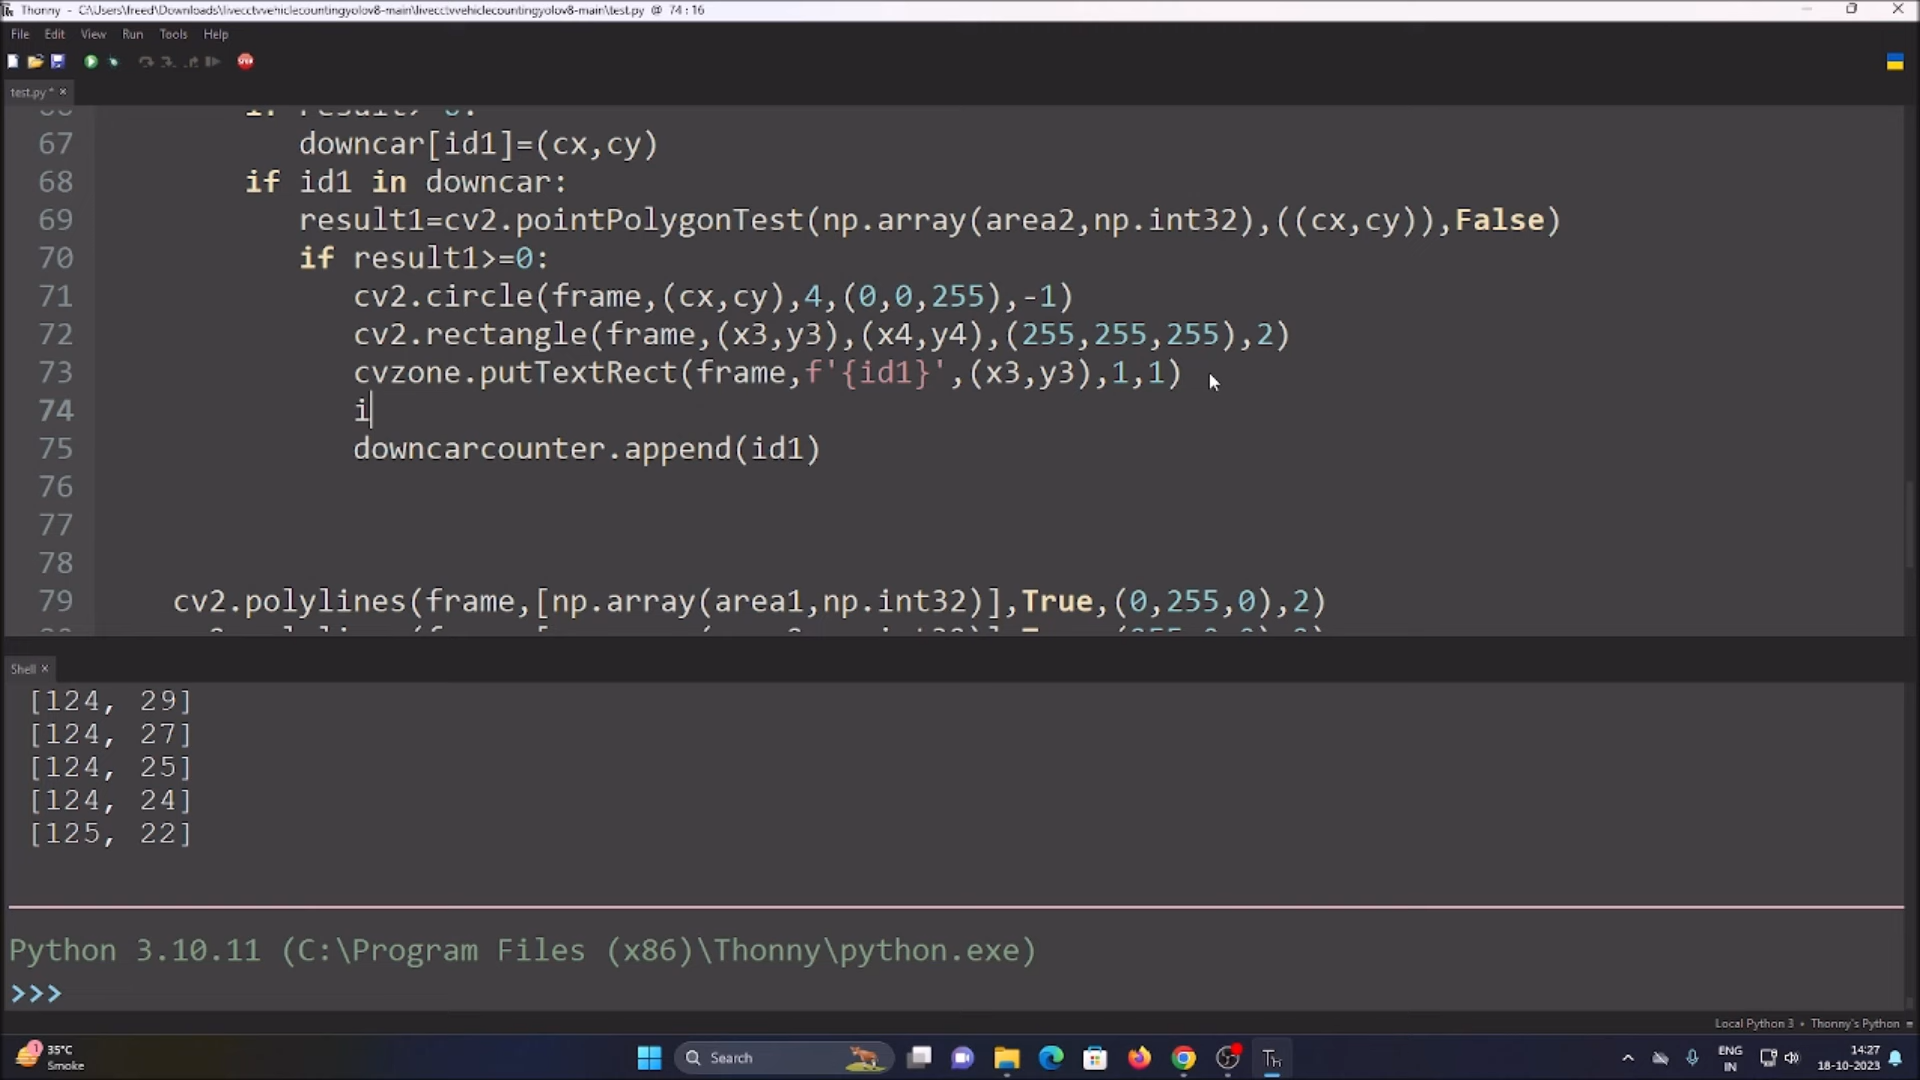 Thonny - C:\Users\freed\Downloads\livecctvvehiclecountingyolov8-main\livecctvvehiclecountingyolov8-main\test.py @ 74 : 16
File Edit View Run Tools Help
test.py * ×
67 downcar[id1]=(cx,cy)
68 if id1 in downcar:
69 result1=cv2.pointPolygonTest(np.array(area2,np.int32),((cx,cy)),False)
70 if result1>=0:
71 cv2.circle(frame,(cx,cy),4,(0,0,255),-1)
72 cv2.rectangle(frame,(x3,y3),(x4,y4),(255,255,255),2)
73 cvzone.putTextRect(frame,f'{id1}',(x3,y3),1,1)
74 i
75 downcarcounter.append(id1)
76
77
78
79 cv2.polylines(frame,[np.array(area1,np.int32)],True,(0,255,0),2)
Shell ×
[124, 29]
[124, 27]
[124, 25]
[124, 24]
[125, 22]
Python 3.10.11 (C:\Program Files (x86)\Thonny\python.exe)
>>>
Local Python 3 • Thonny's Python
1
35°C
Smoke
Search
Th
ENG
IN
14:27
18-10-2023